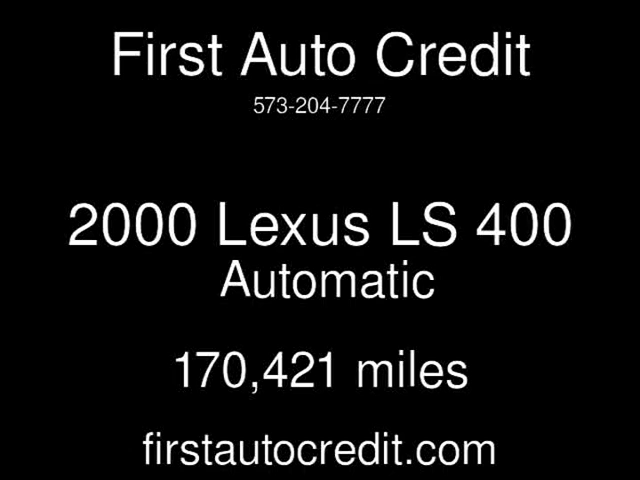 First Auto Credit
573-204-7777
2000 Lexus LS 400
Automatic
170,421 miles
firstautocredit.com